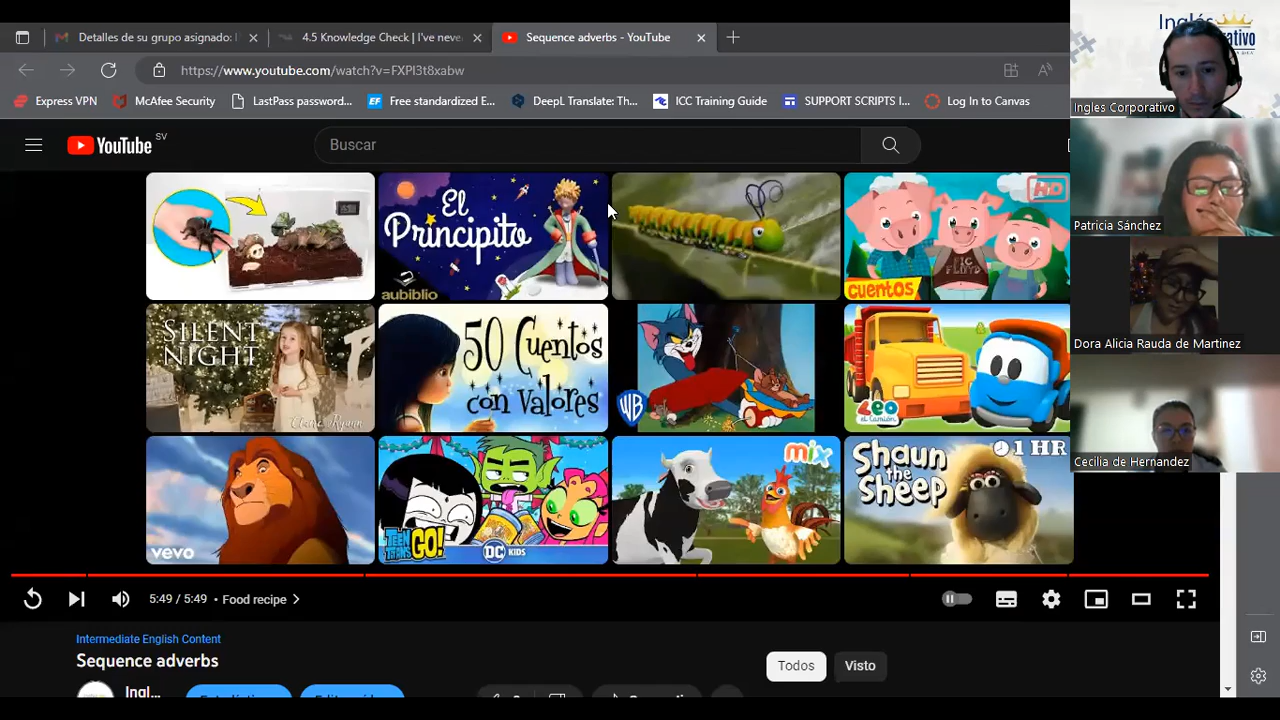 Detalles de su grupo asignado: I
4.5 Knowledge Check | I've neve
Sequence adverbs - YouTube
https://www.youtube.com/watch?v=FXPl3t8xabw
Express VPN
McAfee Security
LastPass password...
Free standardized E...
DeepL Translate: Th...
ICC Training Guide
SUPPORT SCRIPTS I...
Log In to Canvas
YouTube SV
Buscar
El Principito
aubiblio
HD
PIG FLOYD
cuentos
SILENT NIGHT
50 Cuentos con valores
WB
Leo el Camión
vevo
TEEN TITANS GO!
DC KIDS
mix
Shaun the Sheep
1 HR
5:49 / 5:49 • Food recipe >
Intermediate English Content
Sequence adverbs
Todos
Visto
Ingl
Inglés
Ingles Corporativo
Patricia Sánchez
Dora Alicia Rauda de Martinez
Cecilia de Hernandez